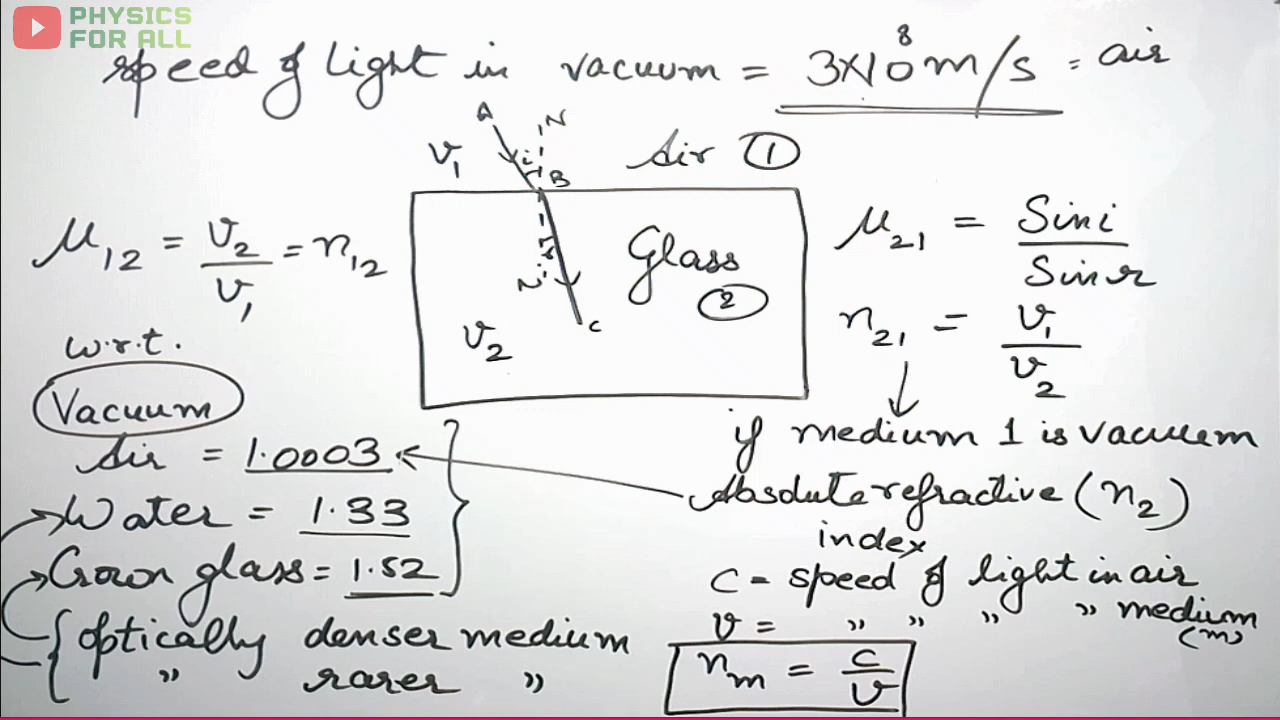 PHYSICS
FOR ALL
speed of light in vacuum = 3×10⁸ m/s = air
A
N
i
B
V₁
Air ①
μ₁₂ = v₂/v₁ = n₁₂
r
N'
C
Glass
②
v₂
μ₂₁ = Sin i / Sin r
n₂₁ = v₁/v₂
w.r.t.
Vacuum
Air = 1.0003
Water = 1.33
Crown glass = 1.52
{ optically denser medium
" rarer "
if medium 1 is vacuum
Absolute refractive (n₂)
index
C = speed of light in air
v = " " " " medium
(m)
nₘ = c/v